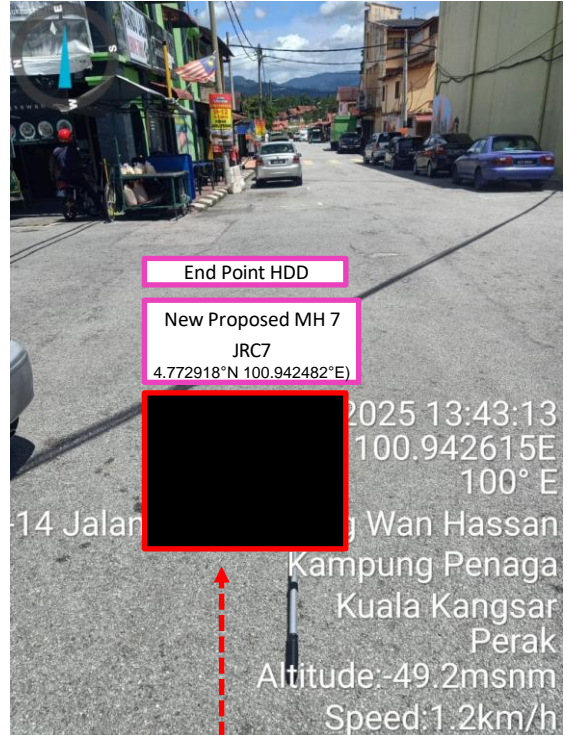 End Point HDD
New Proposed MH 7
JRC7
4.772918°N 100.942482°E)
2025 13:43:13
100.942615E
100° E
-14 Jalan g Wan Hassan
Kampung Penaga
Kuala Kangsar
Perak
Altitude:-49.2msnm
Speed:1.2km/h
N
E
S
W